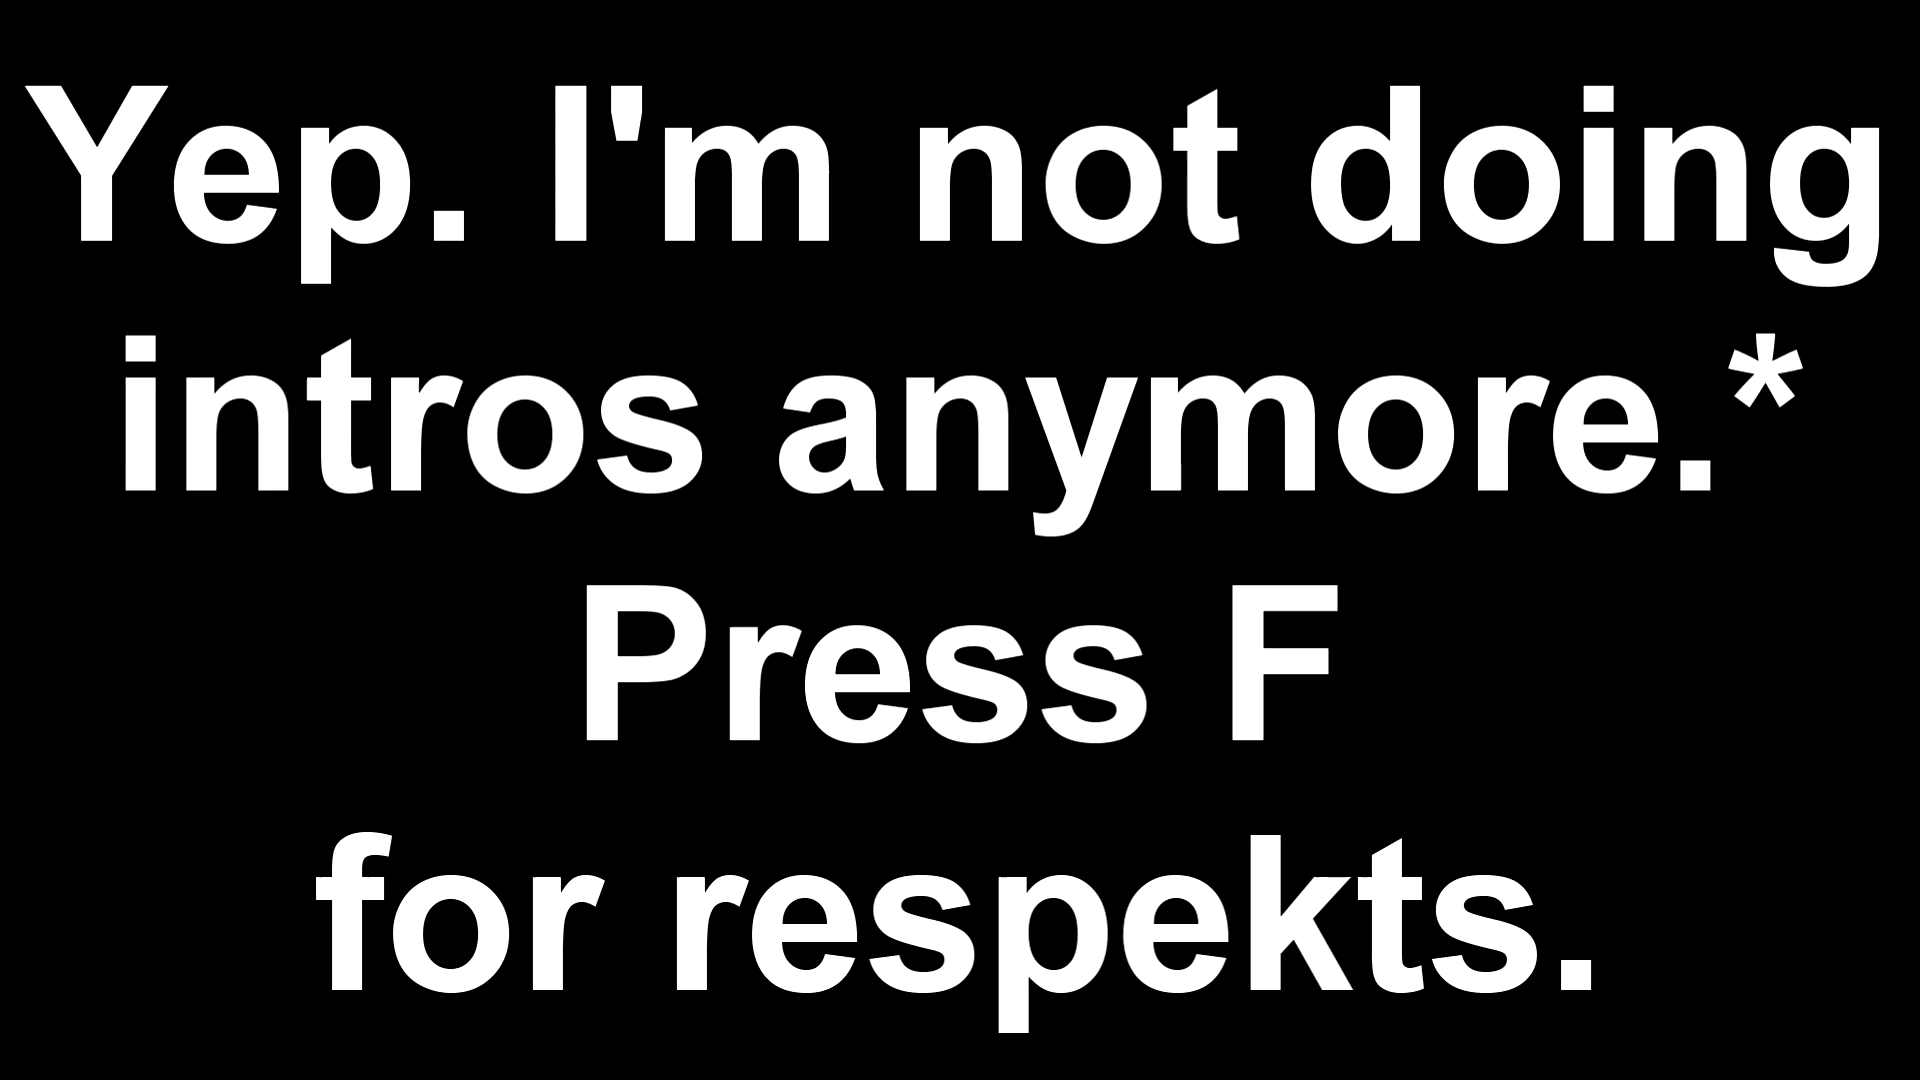 Yep. I'm not doing
intros anymore.*
Press F
for respekts.